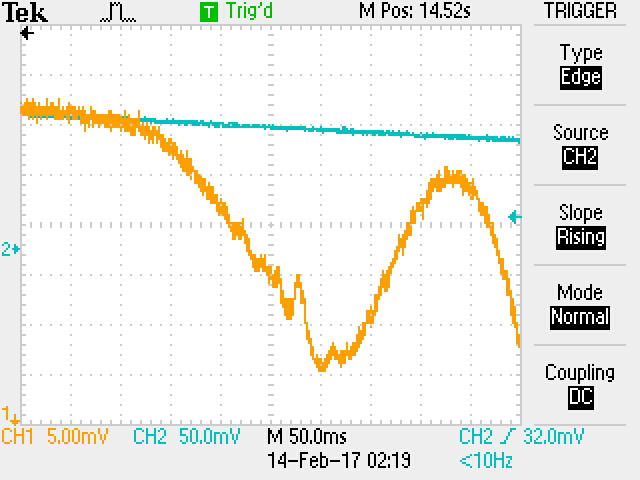 Tek T Trig'd M Pos: 14.52s TRIGGER
Type
Edge
Source
CH2
Slope
Rising
Mode
Normal
Coupling
DC
2
1
CH1 5.00mV CH2 50.0mV M 50.0ms CH2 32.0mV
14-Feb-17 02:19 <10Hz